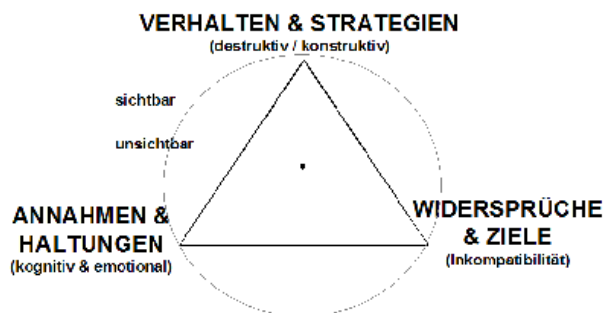 VERHALTEN & STRATEGIEN
(destruktiv / konstruktiv)
sichtbar
unsichtbar
ANNAHMEN &
HALTUNGEN
(kognitiv & emotional)
WIDERSPRÜCHE
& ZIELE
(Inkompatibilität)